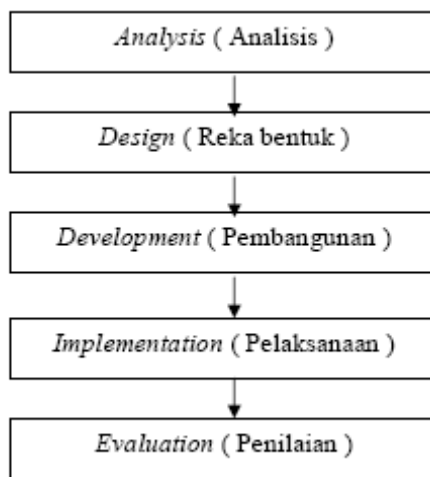 Analysis ( Analisis )
Design ( Reka bentuk )
Development ( Pembangunan )
Implementation ( Pelaksanaan )
Evaluation ( Penilaian )